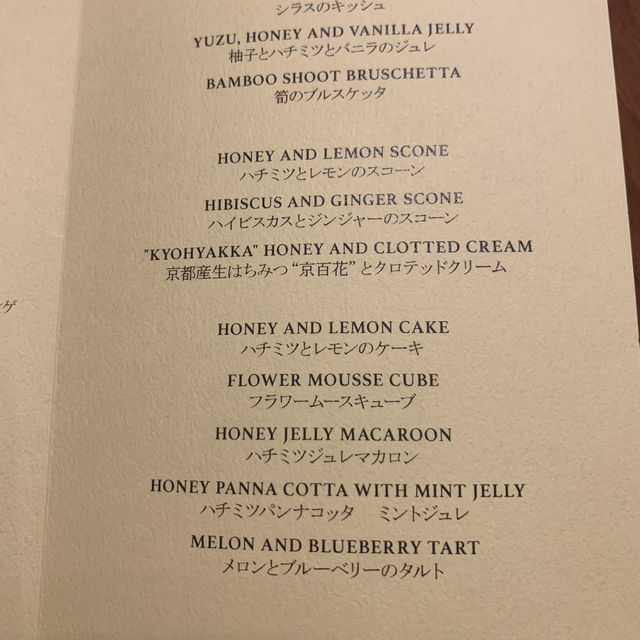 シラスのキッシュ
YUZU, HONEY AND VANILLA JELLY
柚子とハチミツとバニラのジュレ
BAMBOO SHOOT BRUSCHETTA
筍のブルスケッタ
HONEY AND LEMON SCONE
ハチミツとレモンのスコーン
HIBISCUS AND GINGER SCONE
ハイビスカスとジンジャーのスコーン
"KYOHYAKKA" HONEY AND CLOTTED CREAM
京都産生はちみつ“京百花”とクロテッドクリーム
HONEY AND LEMON CAKE
ハチミツとレモンのケーキ
FLOWER MOUSSE CUBE
フラワームースキューブ
HONEY JELLY MACAROON
ハチミツジュレマカロン
HONEY PANNA COTTA WITH MINT JELLY
ハチミツパンナコッタ　ミントジュレ
MELON AND BLUEBERRY TART
メロンとブルーベリーのタルト